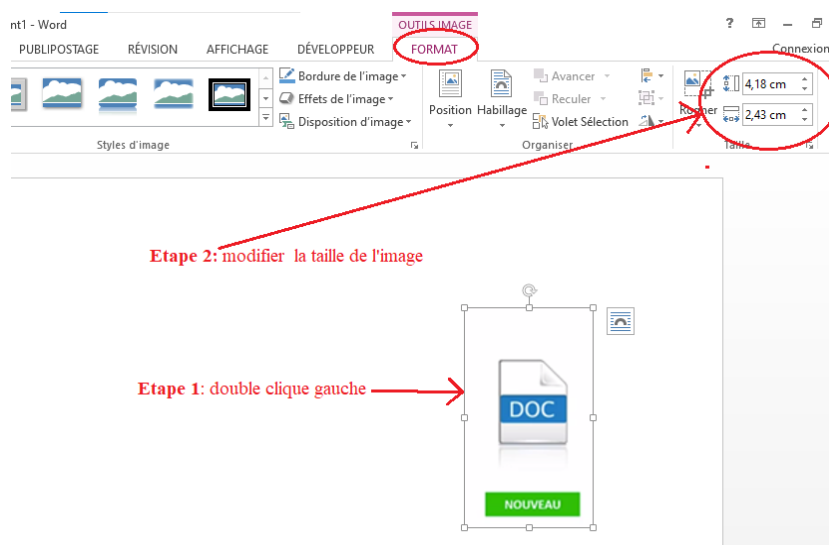 nt1 - Word
OUTILS IMAGE
?
PUBLIPOSTAGE RÉVISION AFFICHAGE DÉVELOPPEUR FORMAT Connexion
Bordure de l'image
Effets de l'image
Disposition d'image
Styles d'image
Position
Habillage
Avancer
Reculer
Volet Sélection
Organiser
Rogner
4,18 cm
2,43 cm
Taille
Etape 2: modifier la taille de l'image
Etape 1: double clique gauche
DOC
NOUVEAU